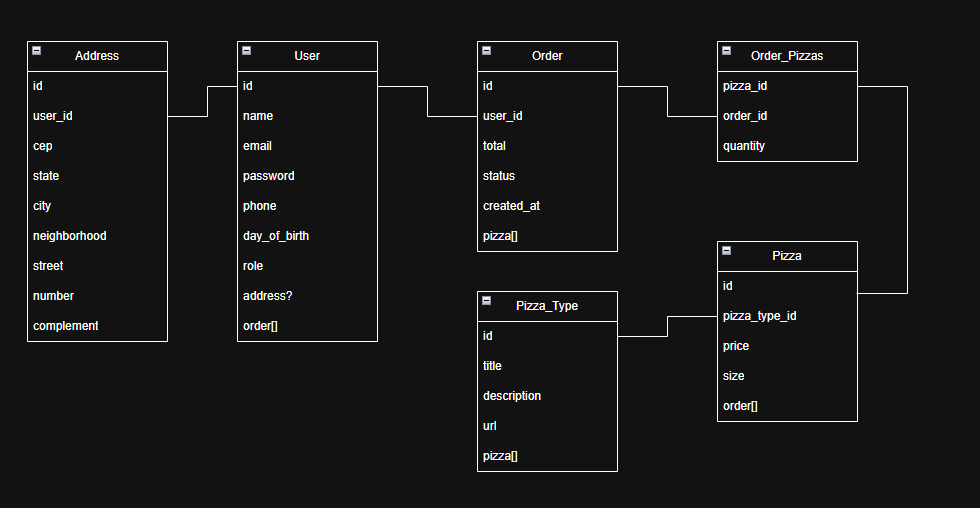 Address
id
user_id
cep
state
city
neighborhood
street
number
complement
User
id
name
email
password
phone
day_of_birth
role
address?
order[]
Order
id
user_id
total
status
created_at
pizza[]
Order_Pizzas
pizza_id
order_id
quantity
Pizza_Type
id
title
description
url
pizza[]
Pizza
id
pizza_type_id
price
size
order[]